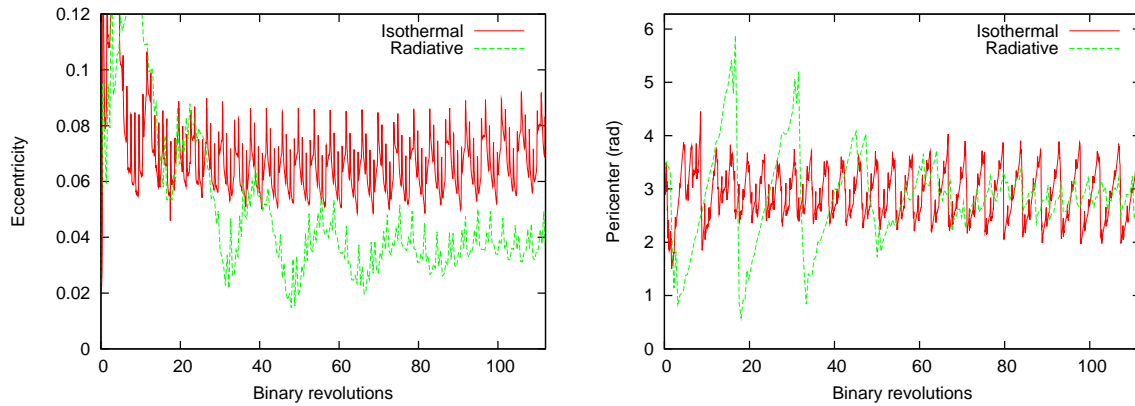 0.12
0.1
0.08
0.06
0.04
0.02
0
0 20 40 60 80 100
Eccentricity
Binary revolutions
Isothermal
Radiative
6
5
4
3
2
1
0
0 20 40 60 80 100
Pericenter (rad)
Binary revolutions
Isothermal
Radiative